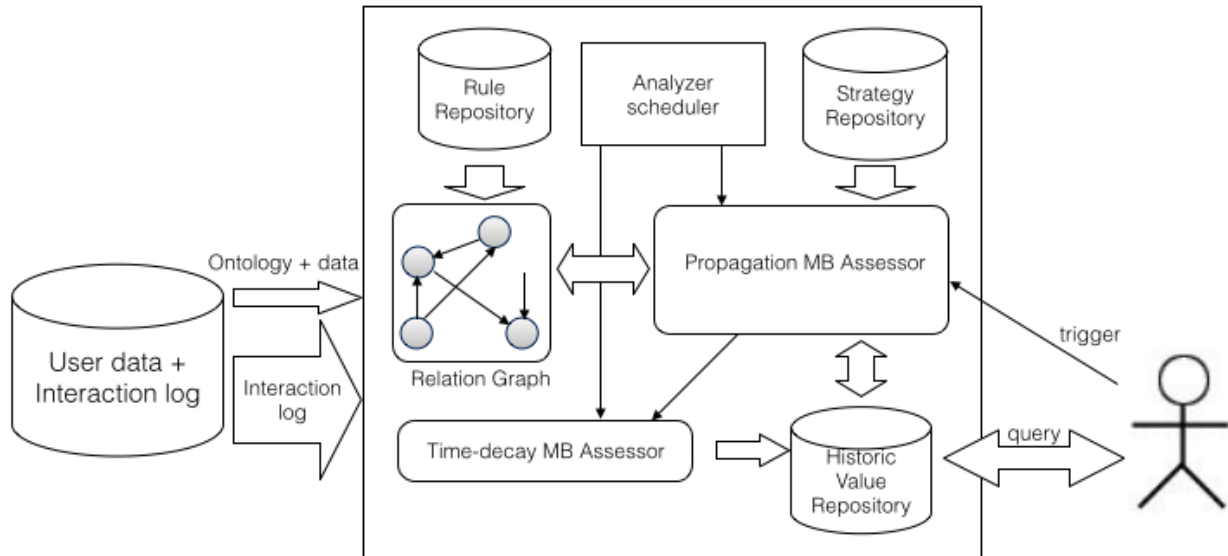 Rule
Repository
Analyzer
scheduler
Strategy
Repository
Ontology + data
User data +
Interaction log
Interaction
log
Relation Graph
Propagation MB Assessor
trigger
Time-decay MB Assessor
Historic
Value
Repository
query